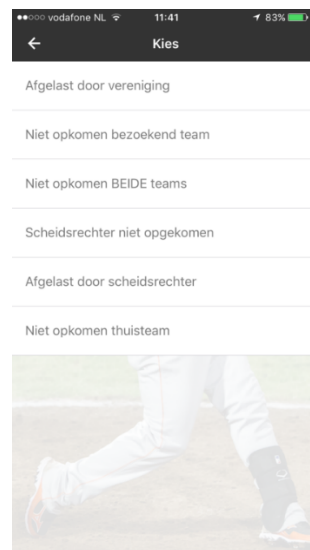 vodafone NL 11:41 83%
Kies
Afgelast door vereniging
Niet opkomen bezoekend team
Niet opkomen BEIDE teams
Scheidsrechter niet opgekomen
Afgelast door scheidsrechter
Niet opkomen thuisteam